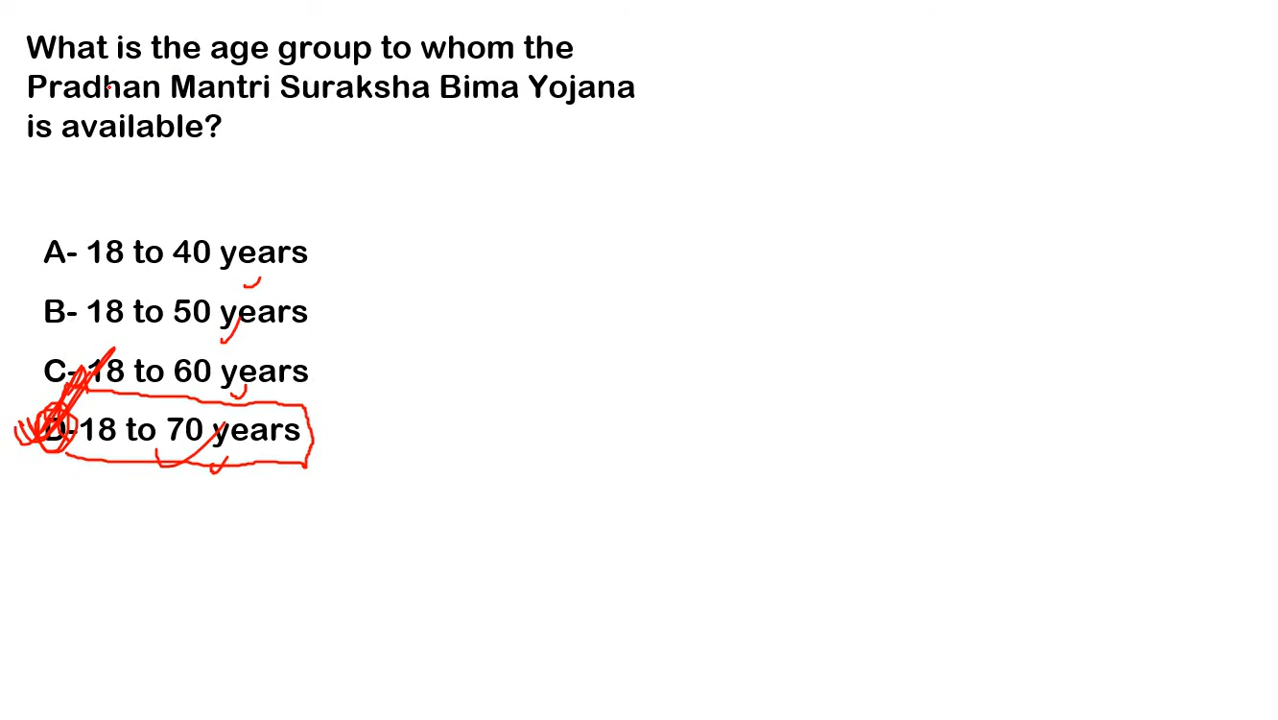 What is the age group to whom the
Pradhan Mantri Suraksha Bima Yojana
is available?
A- 18 to 40 years
B- 18 to 50 years
C- 18 to 60 years
D-18 to 70 years